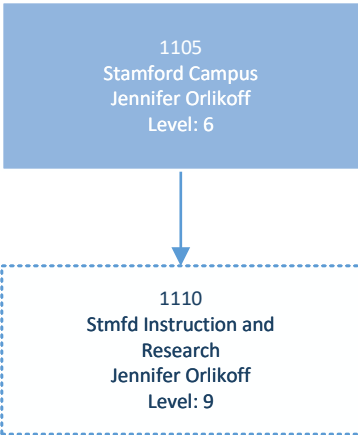 1105
Stamford Campus
Jennifer Orlikoff
Level: 6
1110
Stmfd Instruction and
Research
Jennifer Orlikoff
Level: 9